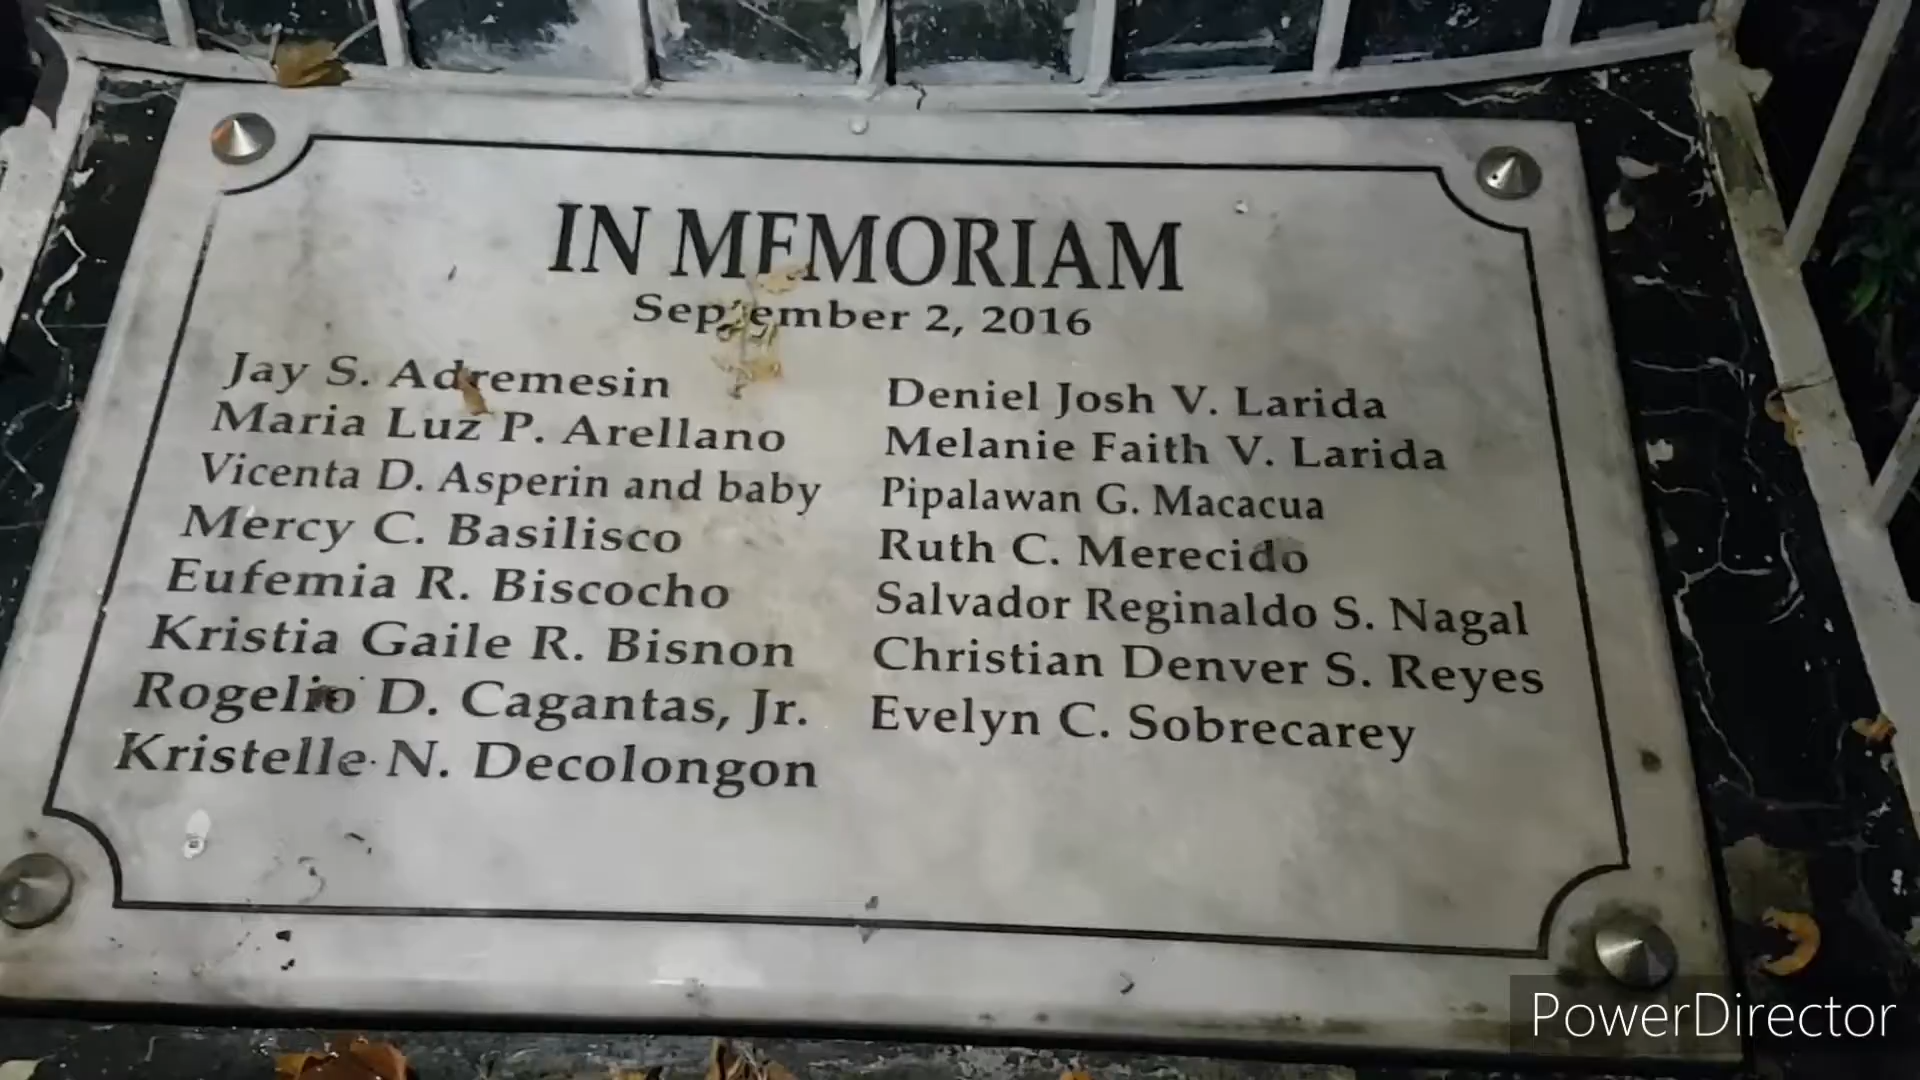 IN MEMORIAM
September 2, 2016
Jay S. Adremesin
Maria Luz P. Arellano
Vicenta D. Asperin and baby
Mercy C. Basilisco
Eufemia R. Biscocho
Kristia Gaile R. Bisnon
Rogelio D. Cagantas, Jr.
Kristelle N. Decolongon
Deniel Josh V. Larida
Melanie Faith V. Larida
Pipalawan G. Macacua
Ruth C. Merecido
Salvador Reginaldo S. Nagal
Christian Denver S. Reyes
Evelyn C. Sobrecarey
PowerDirector